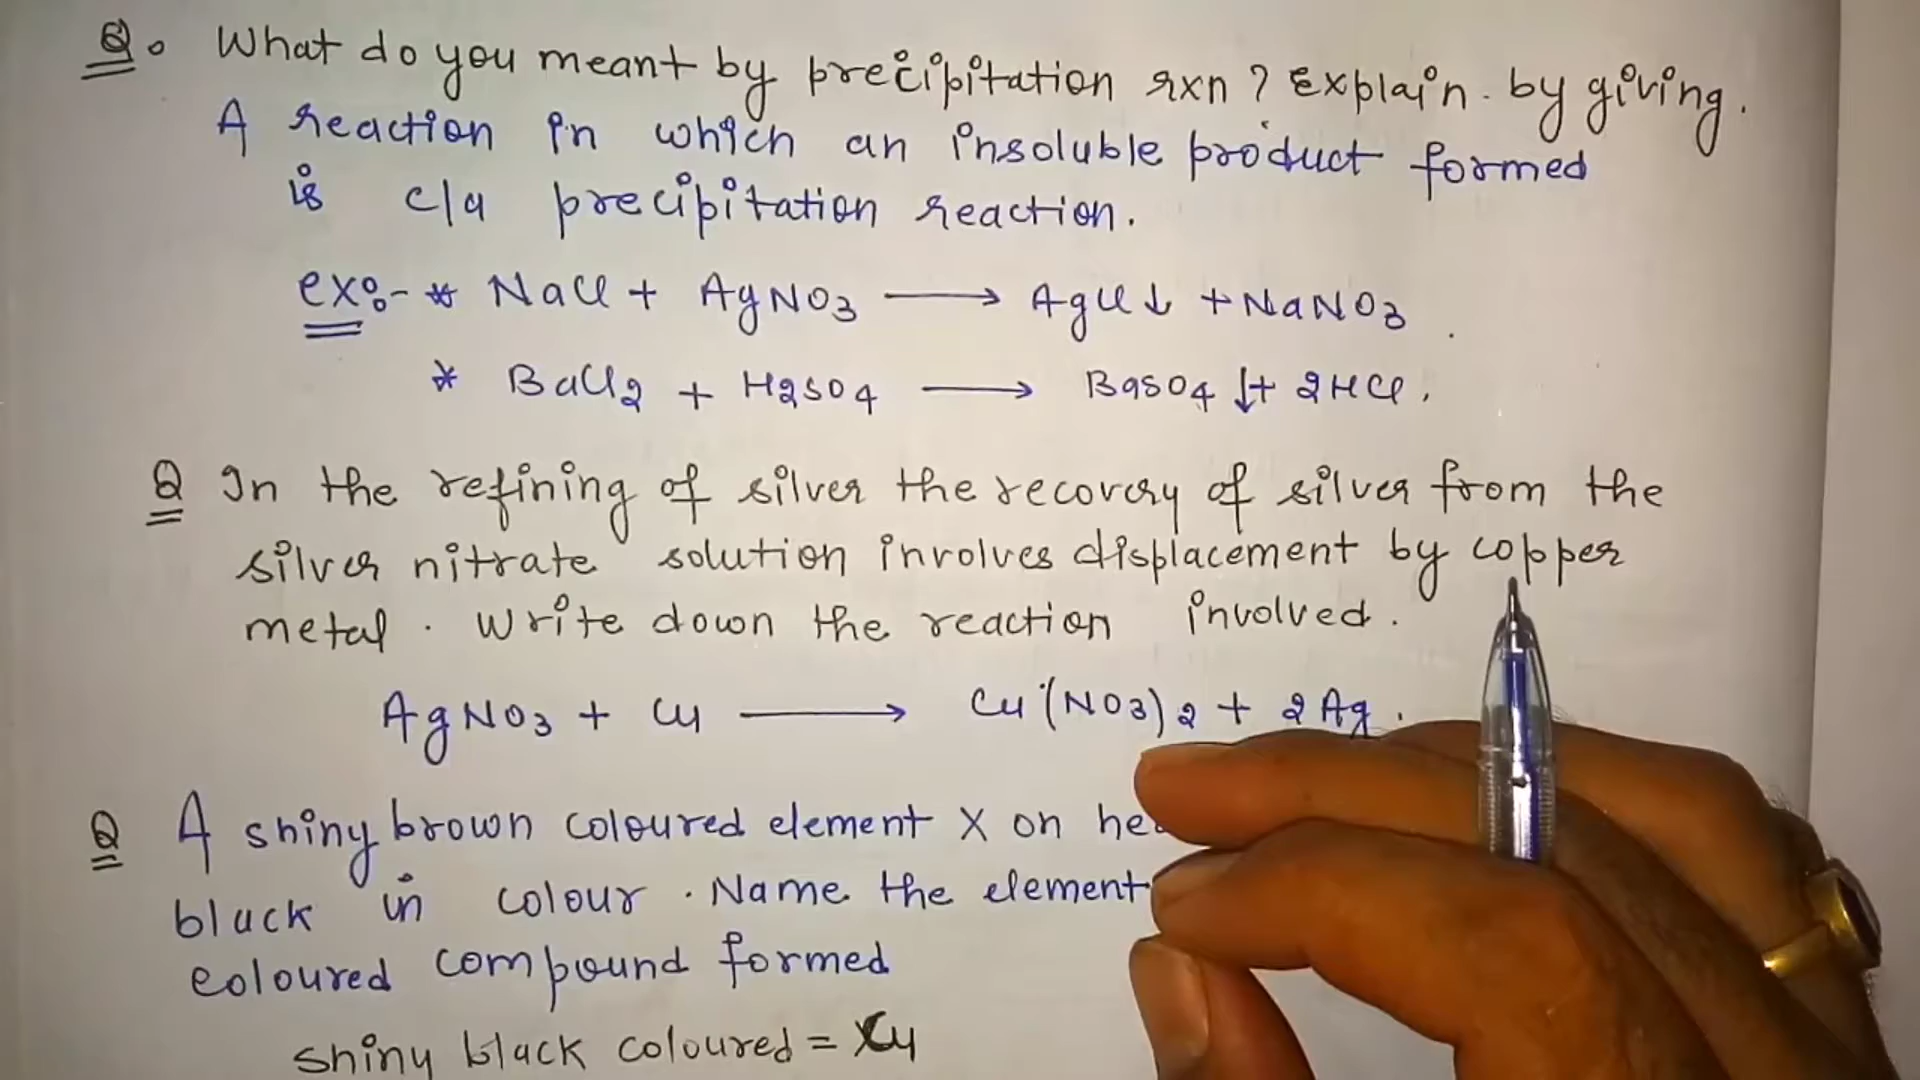 Q. What do you meant by precipitation rxn? Explain. by giving.
A reaction in which an insoluble product formed
is c/a precipitation reaction.
ex:- * NaCl + AgNO3 ⟶ AgCl↓ + NaNO3
* BaCl2 + H2SO4 ⟶ BaSO4 ↓+ 2HCl.
Q In the refining of silver the recovery of silver from the
silver nitrate solution involves displacement by copper
metal. Write down the reaction involved.
AgNO3 + Cu ⟶ Cu(NO3)2 + 2Ag.
Q A shiny brown coloured element X on
black in colour. Name the element
coloured compound formed
shiny black coloured = Cu